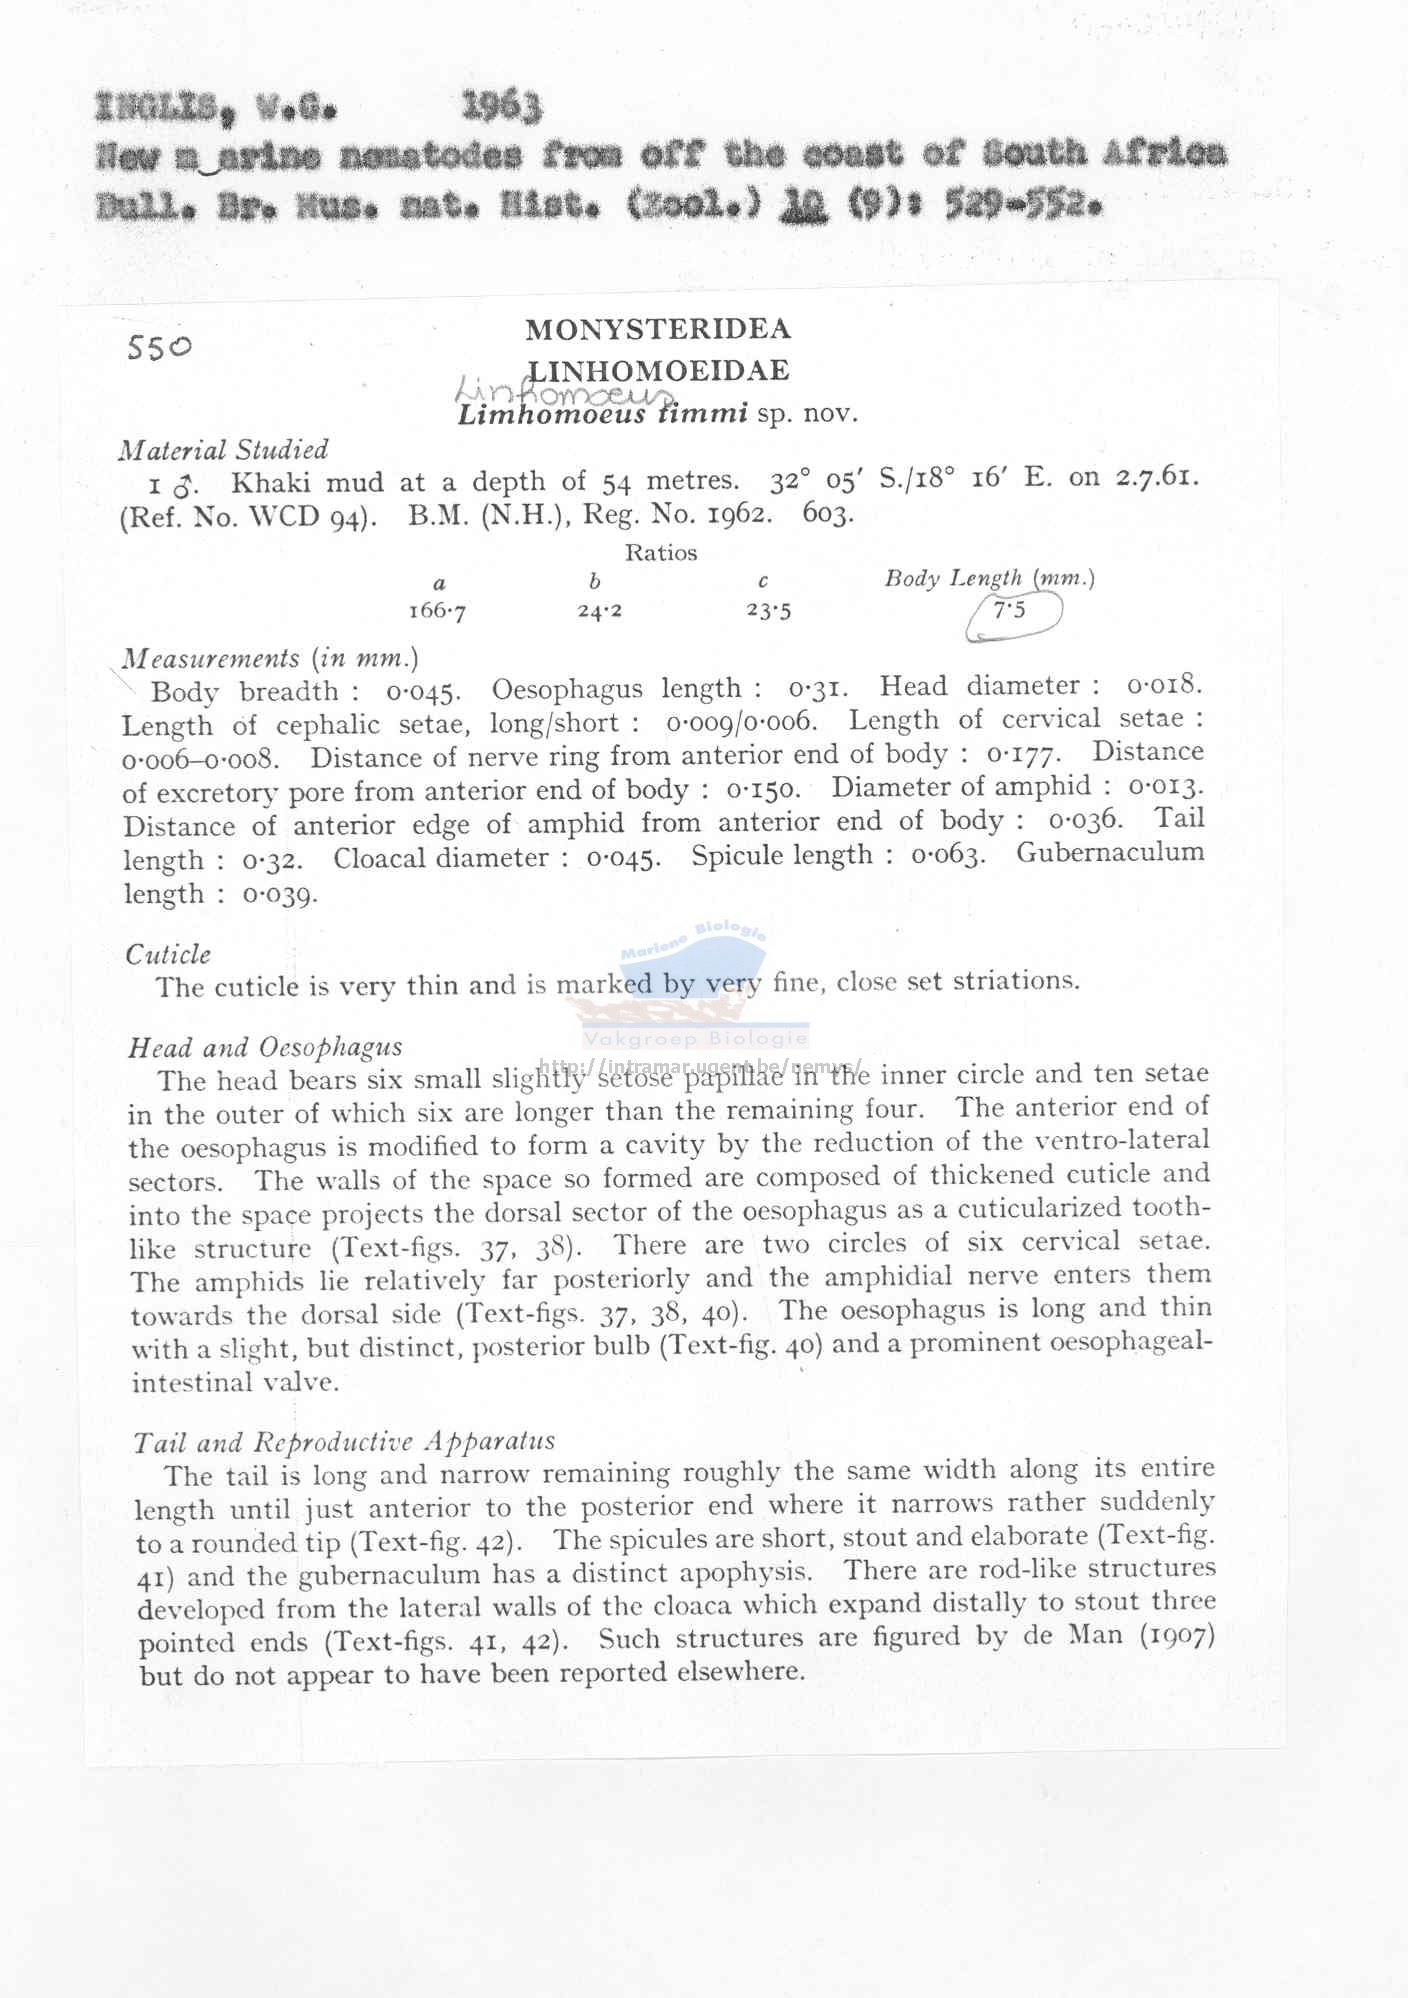 INGLIS, W.G. 1963
New m arine nematodes from off the coast of South Africa
Bull. Br. Mus. nat. Hist. (Zool.) 10 (9): 529-552.
550
MONYSTERIDEA
LINHOMOEIDAE
Linhomoeus
Limhomoeus timmi sp. nov.
Material Studied
1 ♂. Khaki mud at a depth of 54 metres. 32° 05′ S./18° 16′ E. on 2.7.61.
(Ref. No. WCD 94). B.M. (N.H.), Reg. No. 1962. 603.
Ratios
a b c Body Length (mm.)
166·7 24·2 23·5 7·5
Measurements (in mm.)
Body breadth : 0·045. Oesophagus length : 0·31. Head diameter : 0·018.
Length of cephalic setae, long/short : 0·009/0·006. Length of cervical setae :
0·006–0·008. Distance of nerve ring from anterior end of body : 0·177. Distance
of excretory pore from anterior end of body : 0·150. Diameter of amphid : 0·013.
Distance of anterior edge of amphid from anterior end of body : 0·036. Tail
length : 0·32. Cloacal diameter : 0·045. Spicule length : 0·063. Gubernaculum
length : 0·039.
Mariene Biologie
Cuticle
The cuticle is very thin and is marked by very fine, close set striations.
Vakgroep Biologie
Head and Oesophagus
http://intramar.ugent.be/nemys/
The head bears six small slightly setose papillae in the inner circle and ten setae
in the outer of which six are longer than the remaining four. The anterior end of
the oesophagus is modified to form a cavity by the reduction of the ventro-lateral
sectors. The walls of the space so formed are composed of thickened cuticle and
into the space projects the dorsal sector of the oesophagus as a cuticularized tooth-
like structure (Text-figs. 37, 38). There are two circles of six cervical setae.
The amphids lie relatively far posteriorly and the amphidial nerve enters them
towards the dorsal side (Text-figs. 37, 38, 40). The oesophagus is long and thin
with a slight, but distinct, posterior bulb (Text-fig. 40) and a prominent oesophageal-
intestinal valve.
Tail and Reproductive Apparatus
The tail is long and narrow remaining roughly the same width along its entire
length until just anterior to the posterior end where it narrows rather suddenly
to a rounded tip (Text-fig. 42). The spicules are short, stout and elaborate (Text-fig.
41) and the gubernaculum has a distinct apophysis. There are rod-like structures
developed from the lateral walls of the cloaca which expand distally to stout three
pointed ends (Text-figs. 41, 42). Such structures are figured by de Man (1907)
but do not appear to have been reported elsewhere.